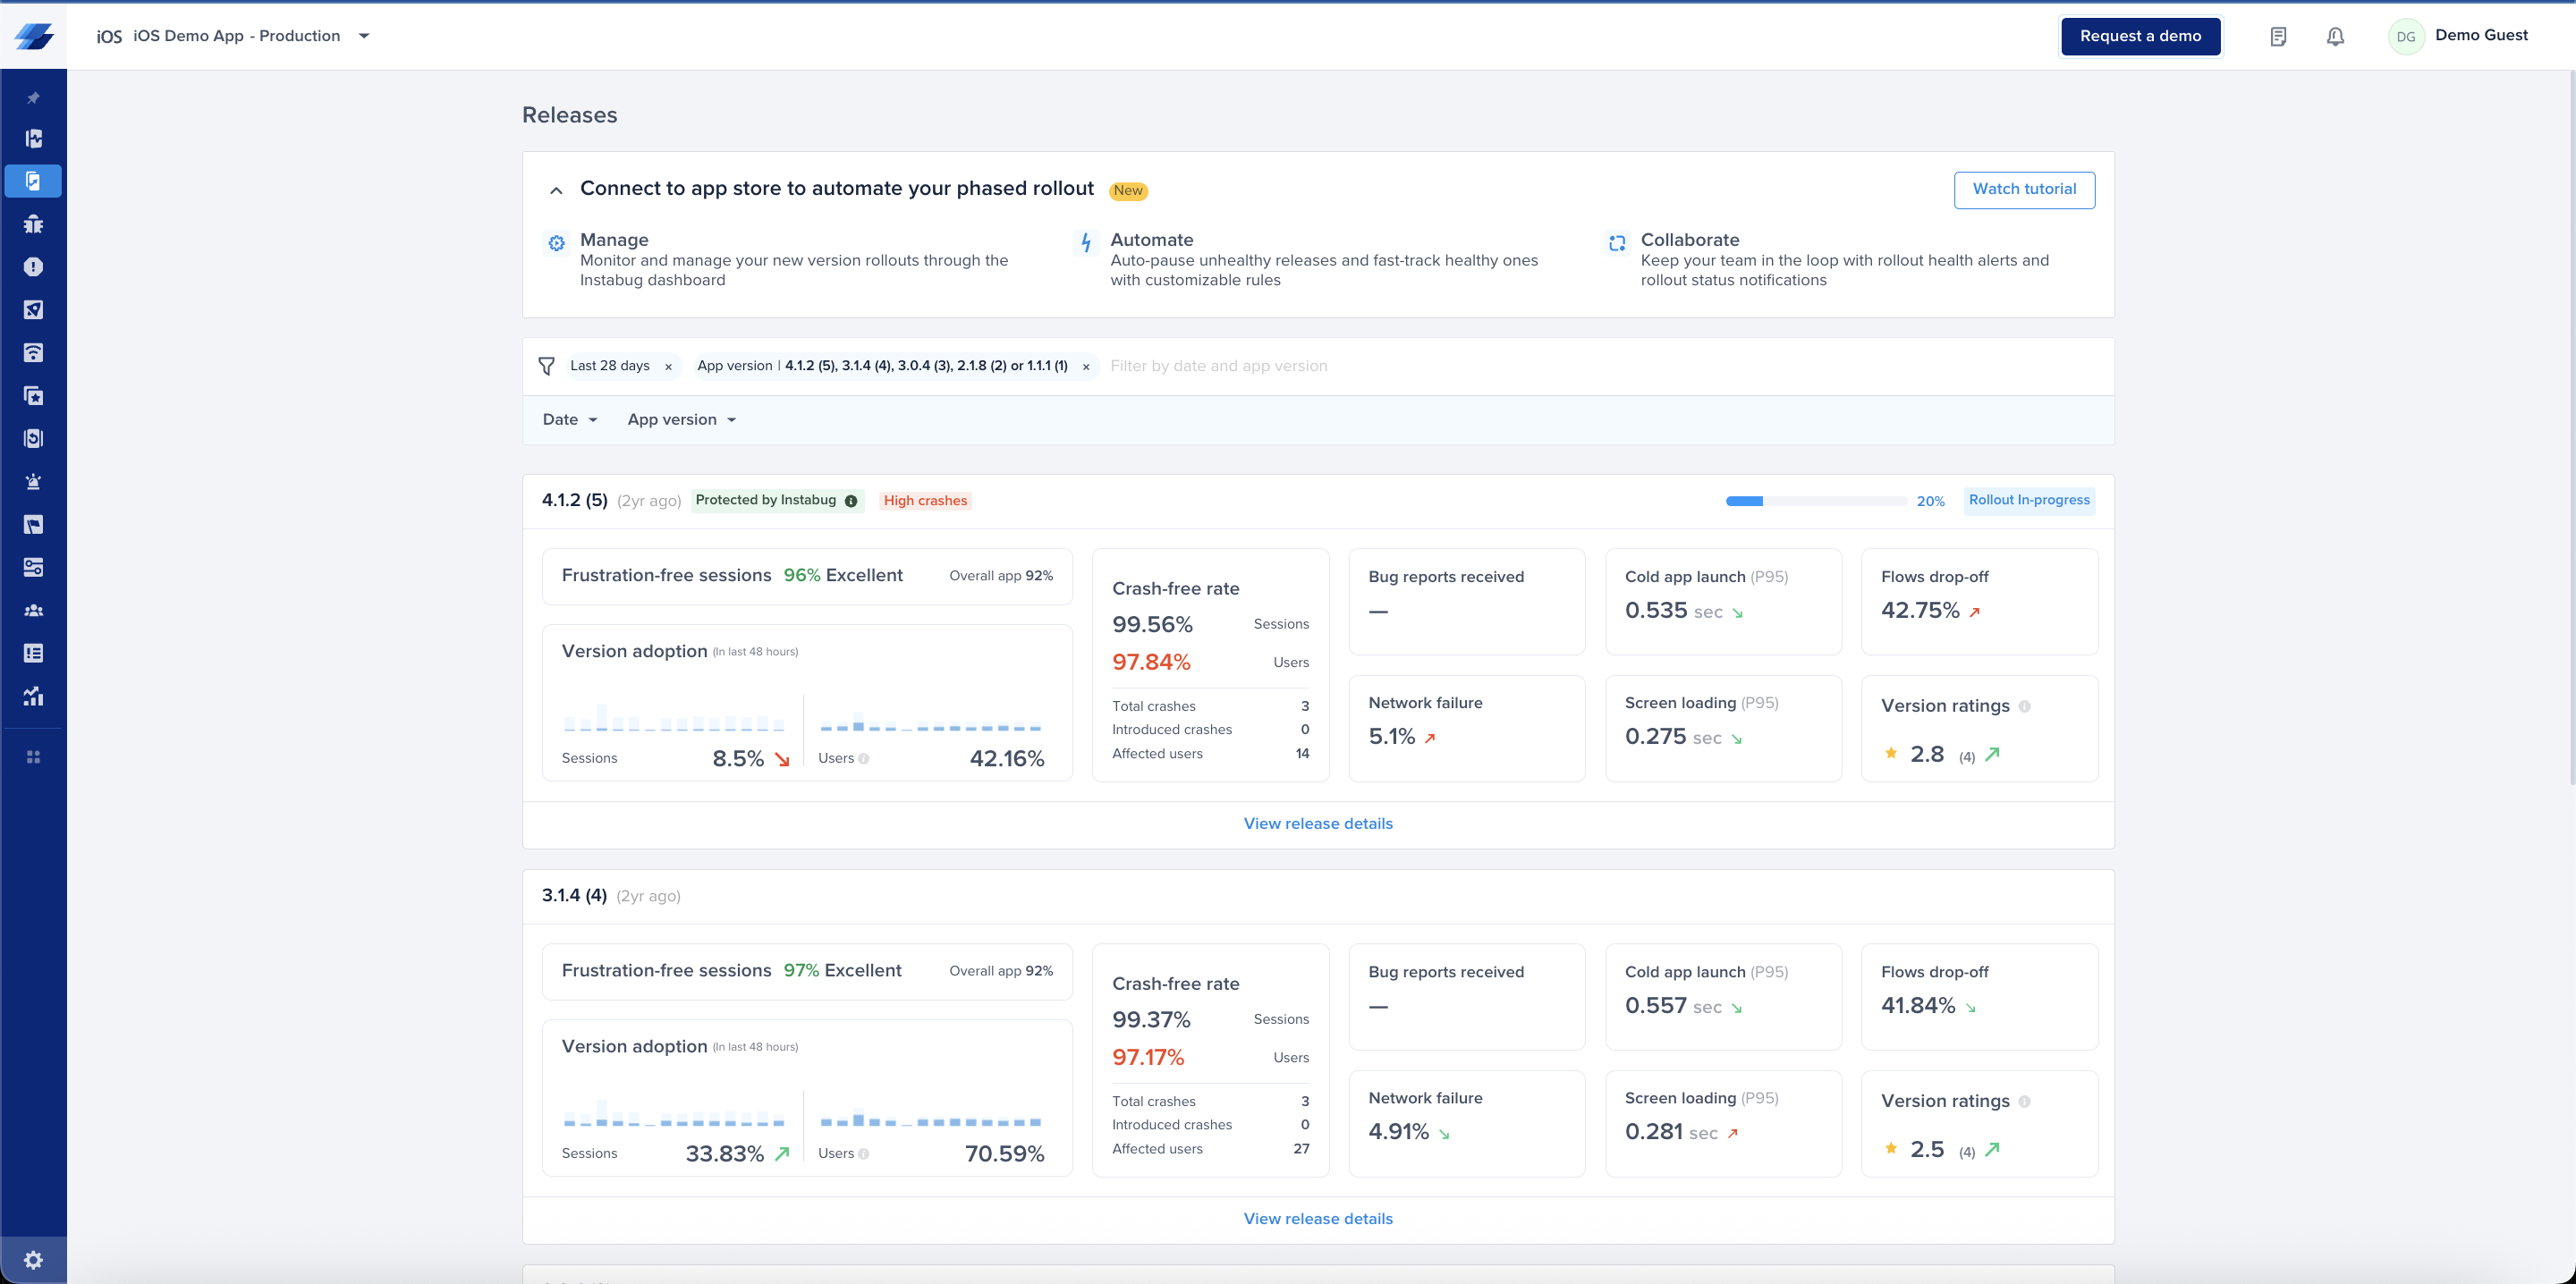 iOS iOS Demo App - Production
Request a demo
DG Demo Guest
Releases
Connect to app store to automate your phased rollout New
Watch tutorial
Manage
Monitor and manage your new version rollouts through the
Instabug dashboard
Automate
Auto-pause unhealthy releases and fast-track healthy ones
with customizable rules
Collaborate
Keep your team in the loop with rollout health alerts and
rollout status notifications
Last 28 days × App version | 4.1.2 (5), 3.1.4 (4), 3.0.4 (3), 2.1.8 (2) or 1.1.1 (1) × Filter by date and app version
Date App version
4.1.2 (5) (2yr ago) Protected by Instabug High crashes 20% Rollout In-progress
Frustration-free sessions 96% Excellent Overall app 92%
Version adoption (In last 48 hours)
Sessions 8.5% Users 42.16%
Crash-free rate
99.56% Sessions
97.84% Users
Total crashes 3
Introduced crashes 0
Affected users 14
Bug reports received
—
Network failure
5.1%
Cold app launch (P95)
0.535 sec
Screen loading (P95)
0.275 sec
Flows drop-off
42.75%
Version ratings
2.8 (4)
View release details
3.1.4 (4) (2yr ago)
Frustration-free sessions 97% Excellent Overall app 92%
Version adoption (In last 48 hours)
Sessions 33.83% Users 70.59%
Crash-free rate
99.37% Sessions
97.17% Users
Total crashes 3
Introduced crashes 0
Affected users 27
Bug reports received
—
Network failure
4.91%
Cold app launch (P95)
0.557 sec
Screen loading (P95)
0.281 sec
Flows drop-off
41.84%
Version ratings
2.5 (4)
View release details